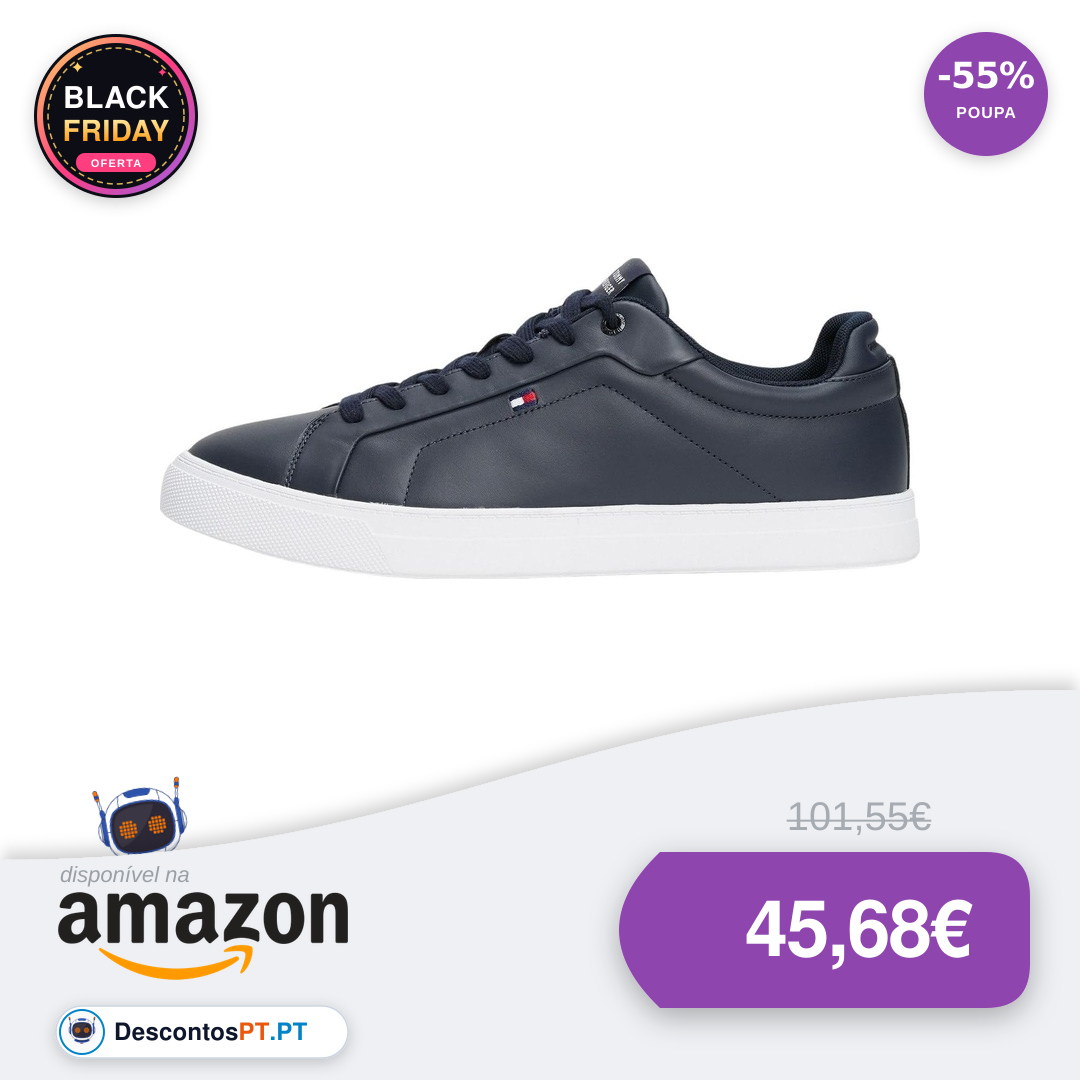 BLACK
FRIDAY
OFERTA
-55%
POUPA
101,55€
45,68€
disponível na
amazon
DescontosPT.PT